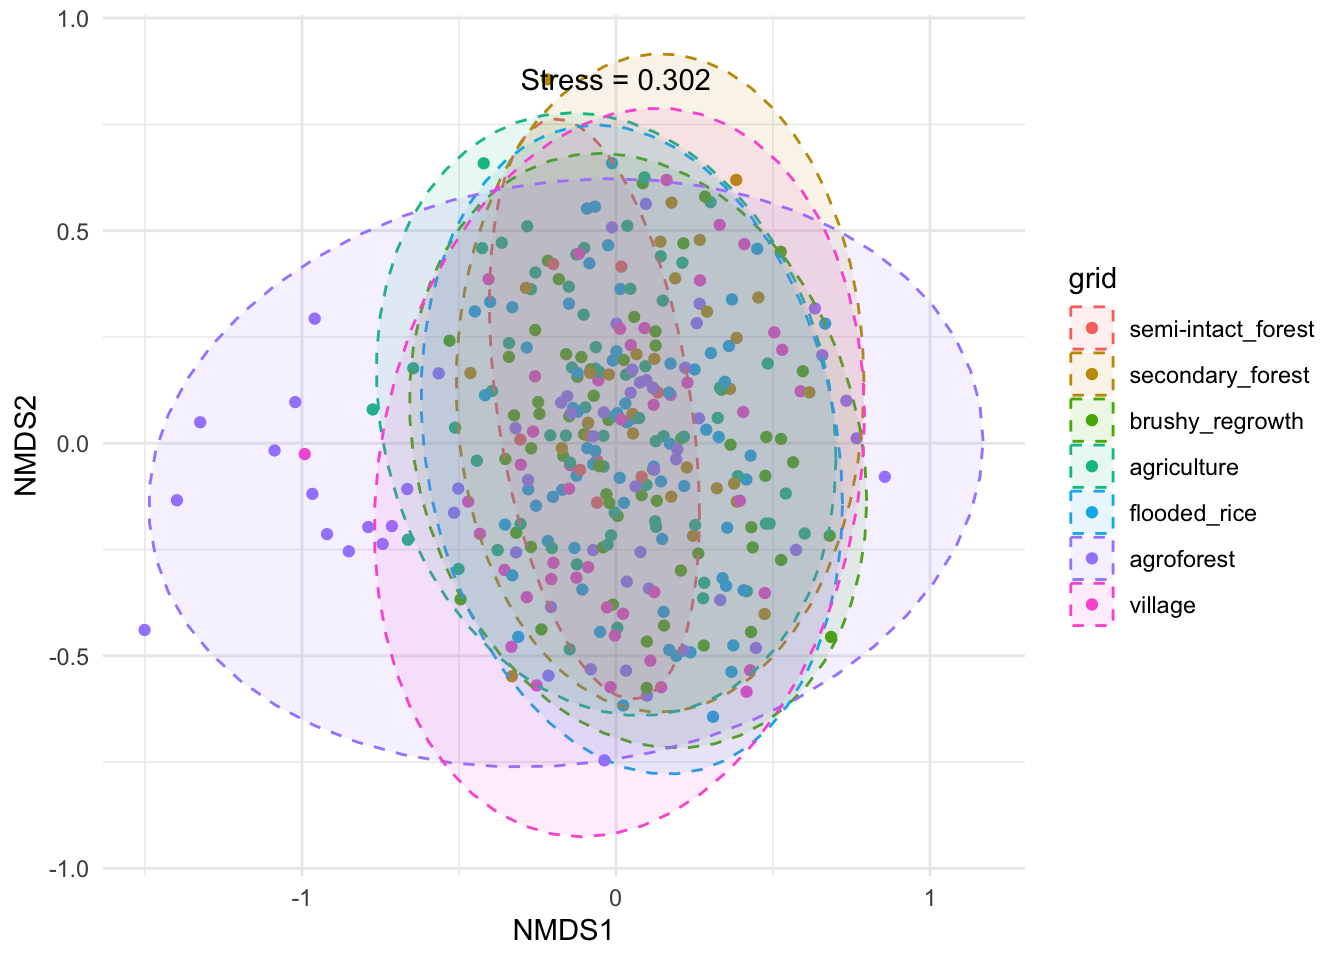 1.0
Stress = 0.302
0.5
0.0
-0.5
-1.0
NMDS2
-1
0
1
NMDS1
grid
semi-intact_forest
secondary_forest
brushy_regrowth
agriculture
flooded_rice
agroforest
village